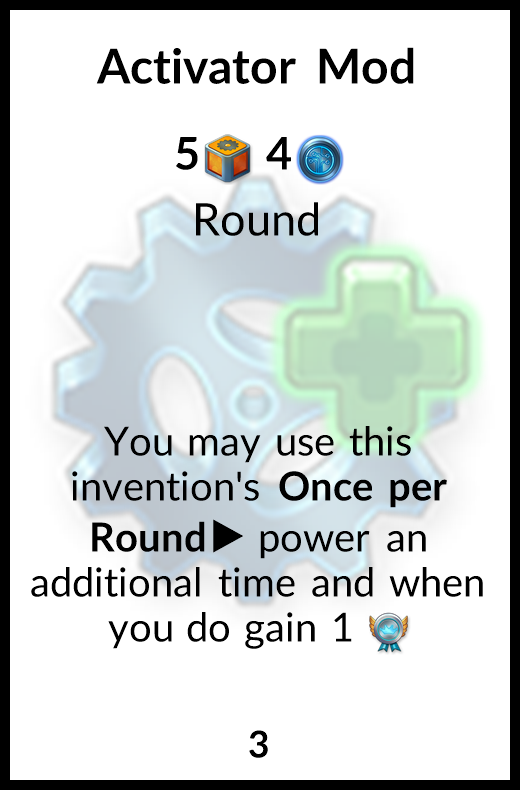 Activator Mod
5 4
Round
You may use this
invention's Once per
Round▶ power an
additional time and when
you do gain 1
3